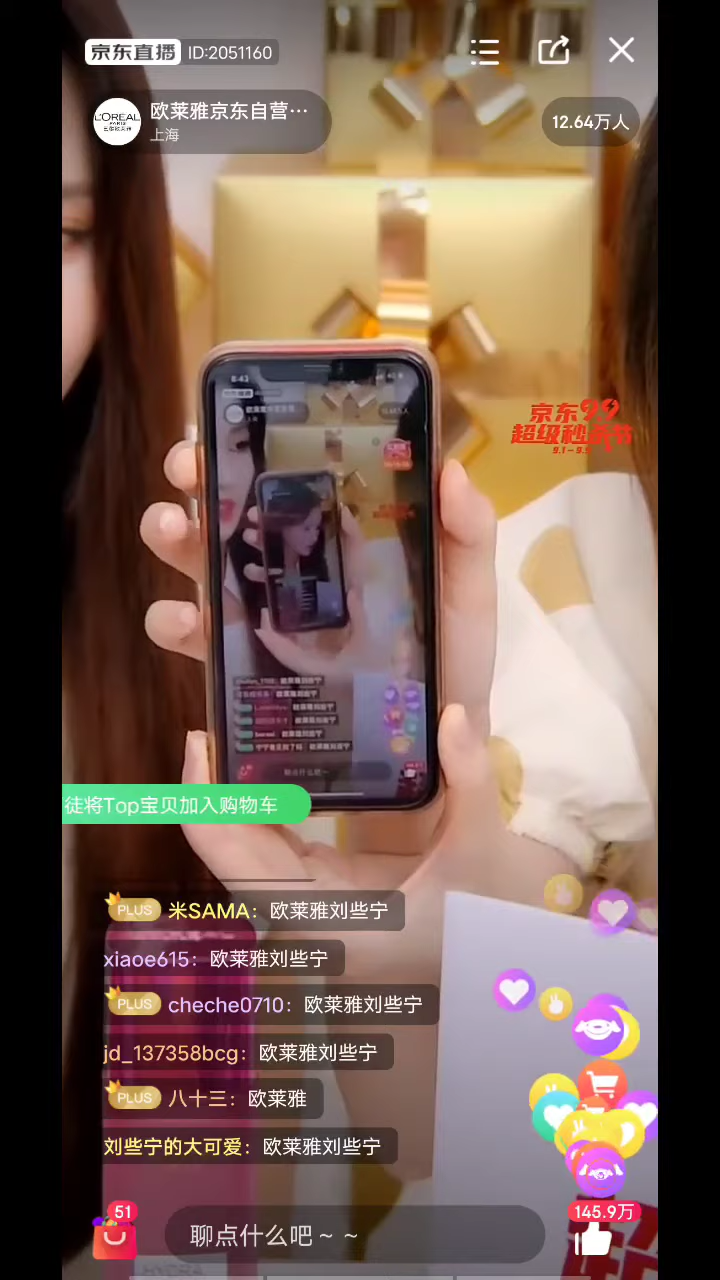 京东直播 ID:2051160
L'ORÉAL
PARIS
欧莱雅京东自营…
上海
12.64万人
8:43
京东9.9
超级秒杀节
9.1-9.9
徒将Top宝贝加入购物车
PLUS 米SAMA：欧莱雅刘些宁
xiaoe615：欧莱雅刘些宁
PLUS cheche0710：欧莱雅刘些宁
jd_137358bcg：欧莱雅刘些宁
PLUS 八十三：欧莱雅
刘些宁的大可爱：欧莱雅刘些宁
51
聊点什么吧~ ~
145.9万
HYDRA